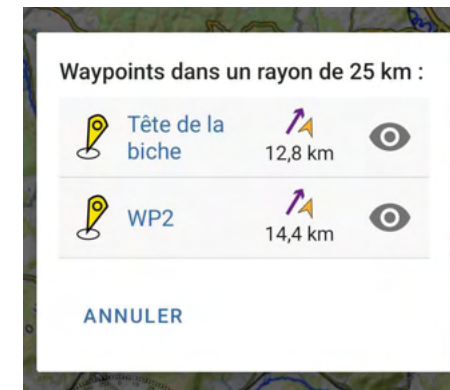 Waypoints dans un rayon de 25 km :
Tête de la
biche
12,8 km
WP2
14,4 km
ANNULER